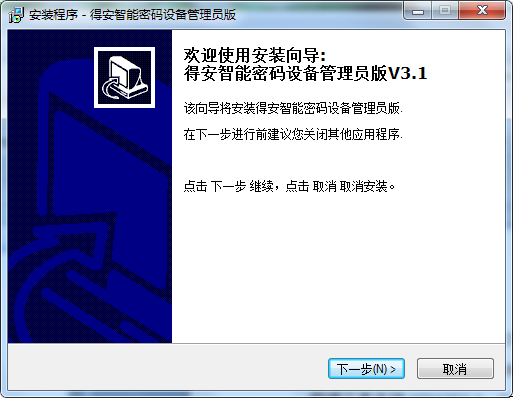 安装程序 - 得安智能密码设备管理员版
欢迎使用安装向导:
得安智能密码设备管理员版V3.1
该向导将安装得安智能密码设备管理员版.
在下一步进行前建议您关闭其他应用程序.
点击 下一步 继续，点击 取消 取消安装。
下一步(N) >
取消